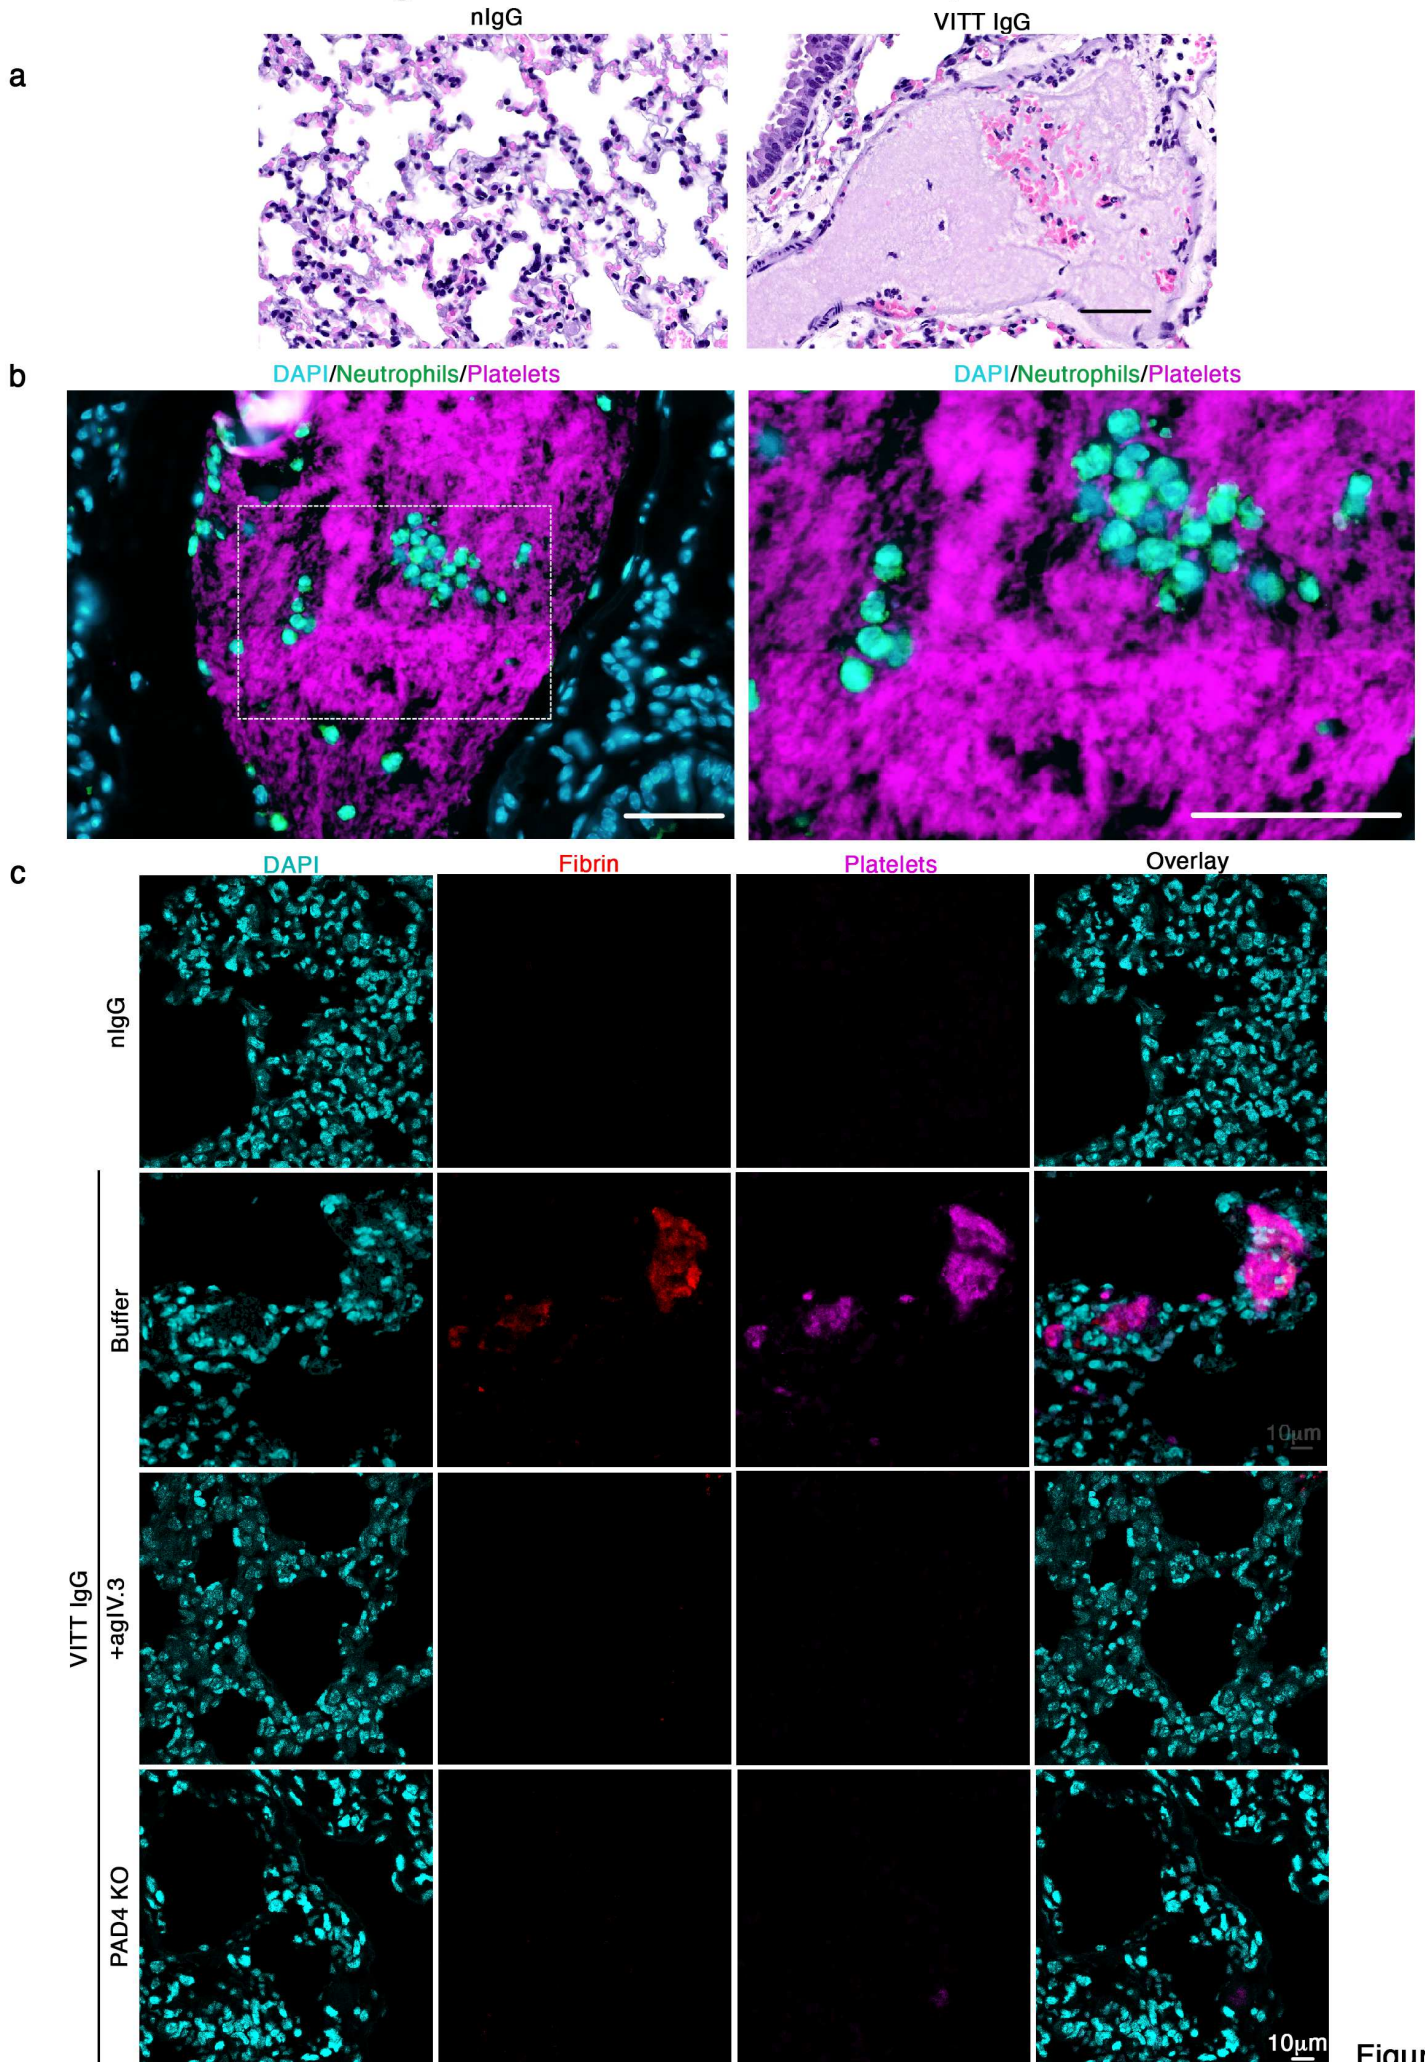 nIgG
VITT IgG
a
b
DAPI/Neutrophils/Platelets
DAPI/Neutrophils/Platelets
c
DAPI
Fibrin
Platelets
Overlay
nIgG
Buffer
10μm
VITT IgG
+agIV.3
PAD4 KO
10μm